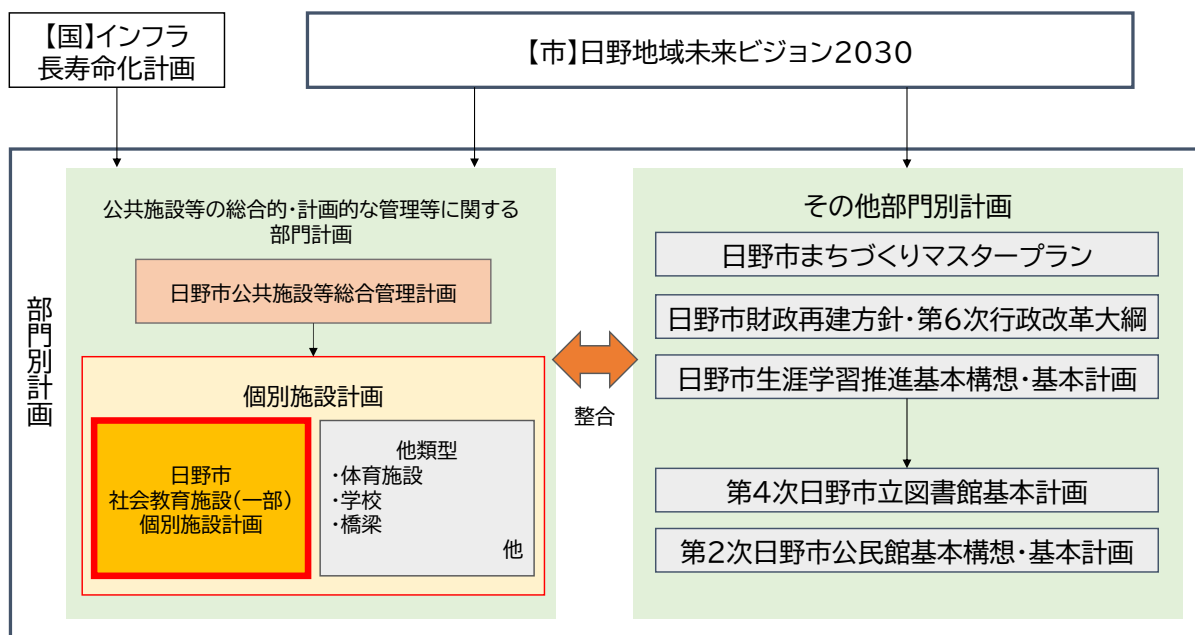 【国】インフラ
長寿命化計画
【市】日野地域未来ビジョン2030
部門別計画
公共施設等の総合的・計画的な管理等に関する
部門計画
日野市公共施設等総合管理計画
個別施設計画
日野市
社会教育施設(一部)
個別施設計画
他類型
・体育施設
・学校
・橋梁
他
整合
その他部門別計画
日野市まちづくりマスタープラン
日野市財政再建方針・第6次行政改革大綱
日野市生涯学習推進基本構想・基本計画
第4次日野市立図書館基本計画
第2次日野市公民館基本構想・基本計画